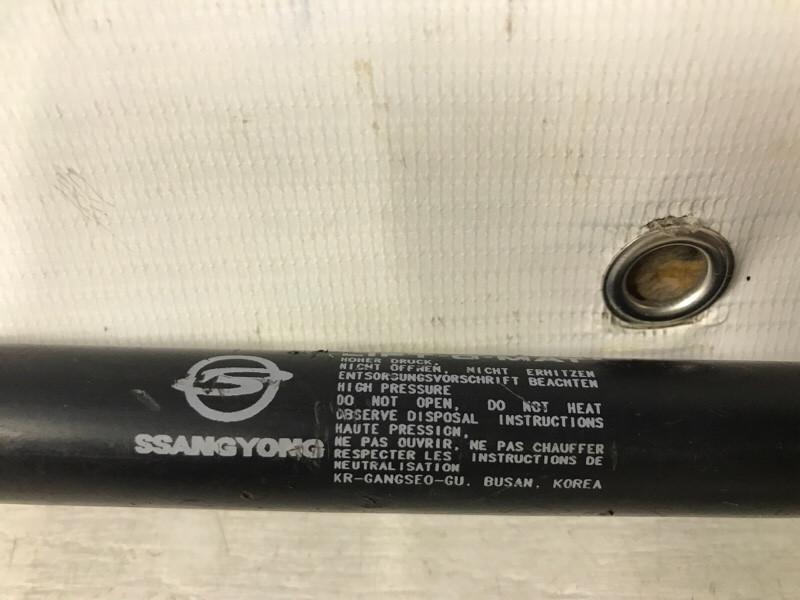 LIFT-O-MAT
HOHER DRUCK.
NICHT ÖFFNEN, NICHT ERHITZEN
ENTSORGUNGSVORSCHRIFT BEACHTEN
HIGH PRESSURE
DO NOT OPEN, DO NOT HEAT
OBSERVE DISPOSAL INSTRUCTIONS
HAUTE PRESSION,
NE PAS OUVRIR, NE PAS CHAUFFER
RESPECTER LES INSTRUCTIONS DE
NEUTRALISATION
KR-GANGSEO-GU, BUSAN, KOREA
SSANGYONG